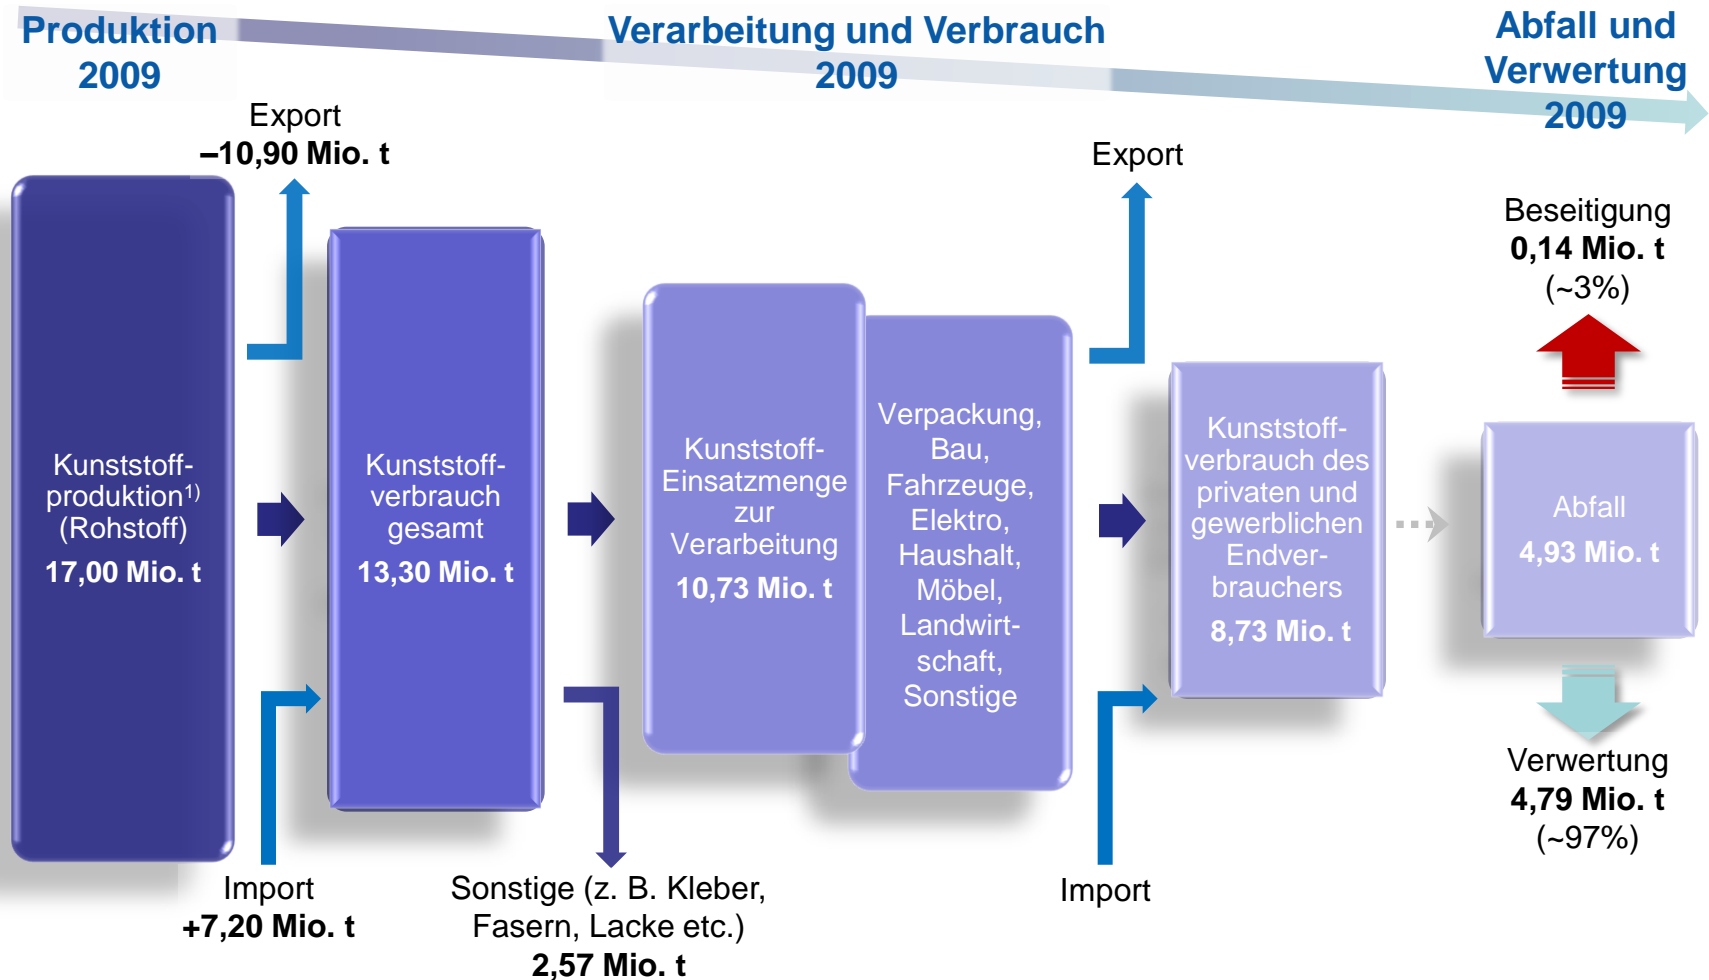 Produktion
2009
Verarbeitung und Verbrauch
2009
Abfall und
Verwertung
2009
Export
–10,90 Mio. t
Export
Beseitigung
0,14 Mio. t
(~3%)
Kunststoff-
produktion1)
(Rohstoff)
17,00 Mio. t
Kunststoff-
verbrauch
gesamt
13,30 Mio. t
Kunststoff-
Einsatzmenge
zur
Verarbeitung
10,73 Mio. t
Verpackung,
Bau,
Fahrzeuge,
Elektro,
Haushalt,
Möbel,
Landwirt-
schaft,
Sonstige
Kunststoff-
verbrauch des
privaten und
gewerblichen
Endver-
brauchers
8,73 Mio. t
Abfall
4,93 Mio. t
Verwertung
4,79 Mio. t
(~97%)
Import
+7,20 Mio. t
Sonstige (z. B. Kleber,
Fasern, Lacke etc.)
2,57 Mio. t
Import